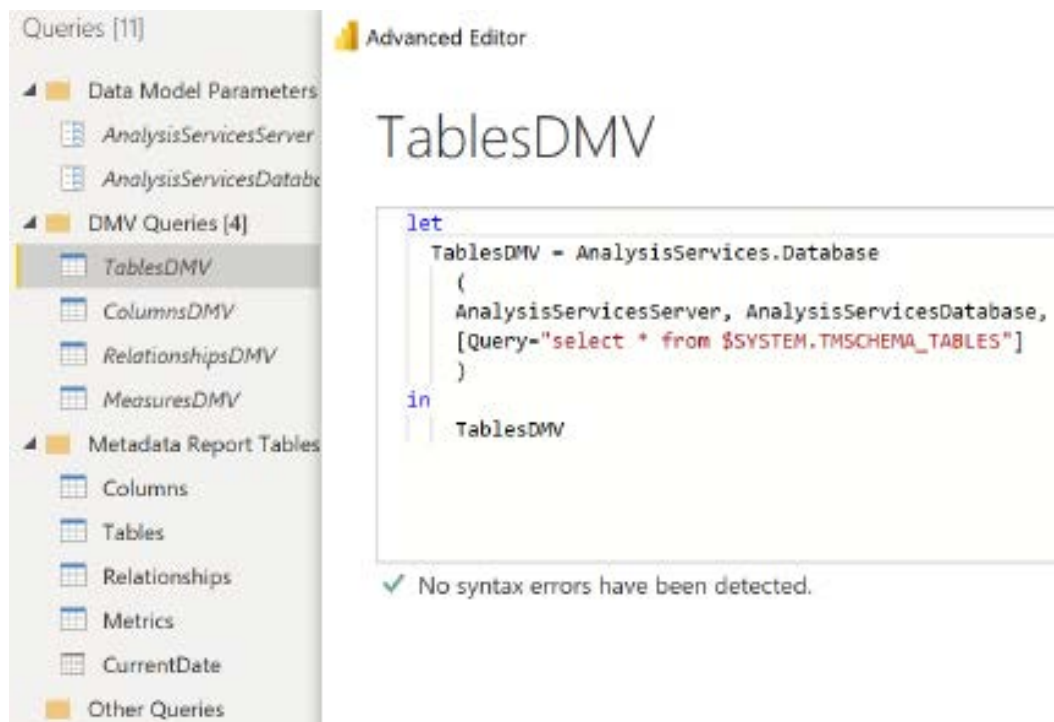 Queries [11]
Data Model Parameters
AnalysisServicesServer
AnalysisServicesDatab
DMV Queries [4]
TablesDMV
ColumnsDMV
RelationshipsDMV
MeasuresDMV
Metadata Report Tables
Columns
Tables
Relationships
Metrics
CurrentDate
Other Queries
Advanced Editor
TablesDMV
let
TablesDMV = AnalysisServices.Database
(
AnalysisServicesServer, AnalysisServicesDatabase,
[Query="select * from $SYSTEM.TMSCHEMA_TABLES"]
)
in
TablesDMV
No syntax errors have been detected.